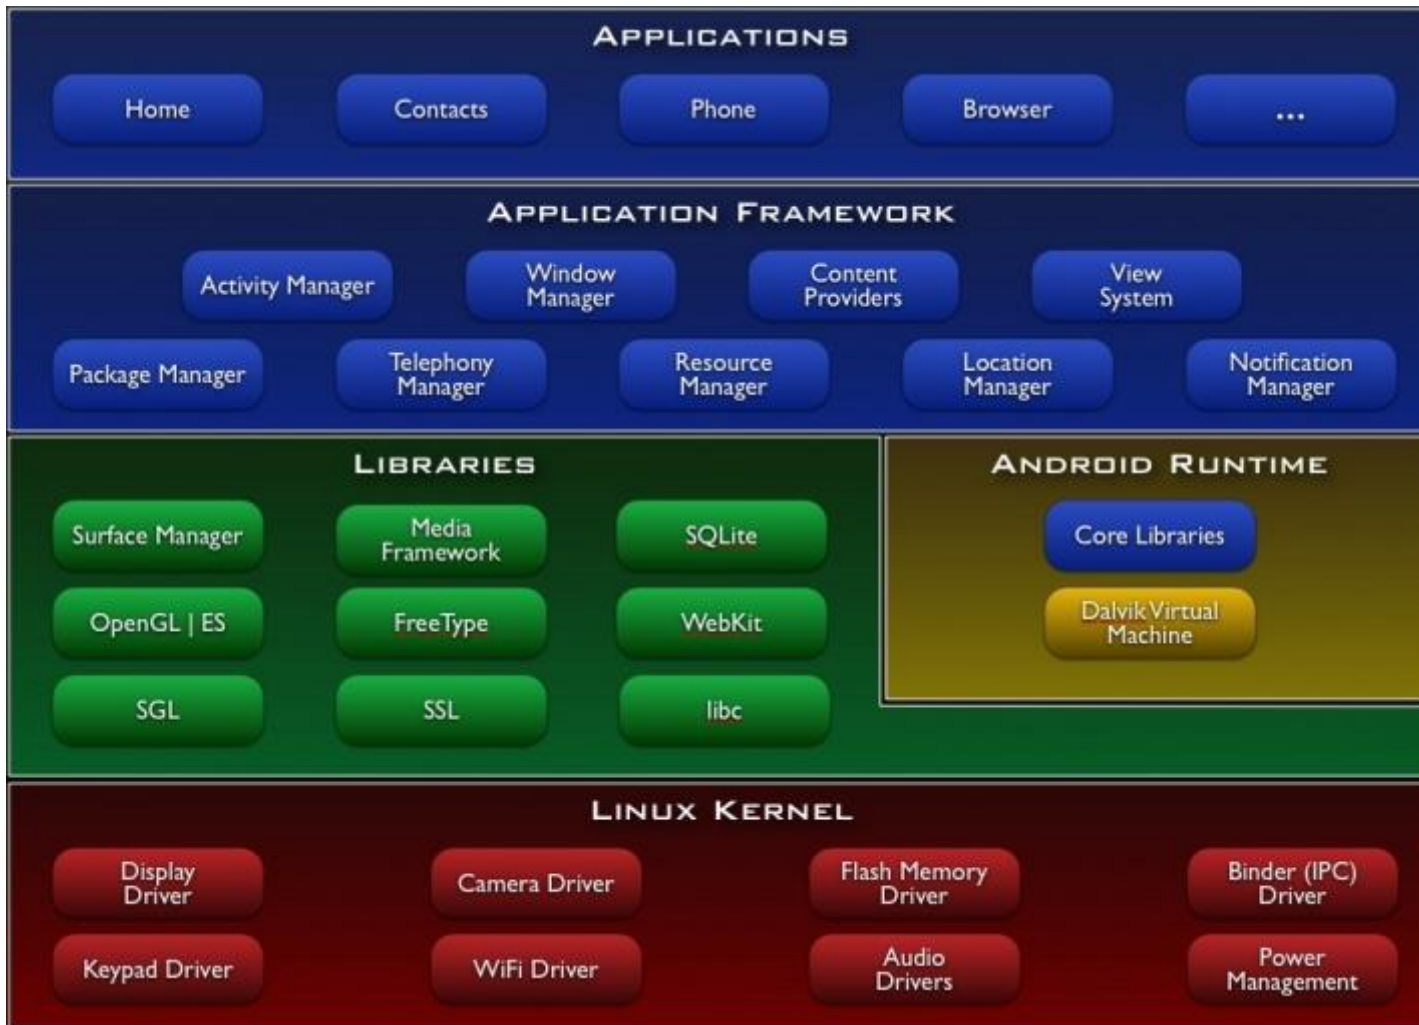 APPLICATIONS
Home
Contacts
Phone
Browser
...
APPLICATION FRAMEWORK
Activity Manager
Window
Manager
Content
Providers
View
System
Package Manager
Telephony
Manager
Resource
Manager
Location
Manager
Notification
Manager
LIBRARIES
Surface Manager
Media
Framework
SQLite
OpenGL | ES
FreeType
WebKit
SGL
SSL
libc
ANDROID RUNTIME
Core Libraries
Dalvik Virtual
Machine
LINUX KERNEL
Display
Driver
Camera Driver
Flash Memory
Driver
Binder (IPC)
Driver
Keypad Driver
WiFi Driver
Audio
Drivers
Power
Management